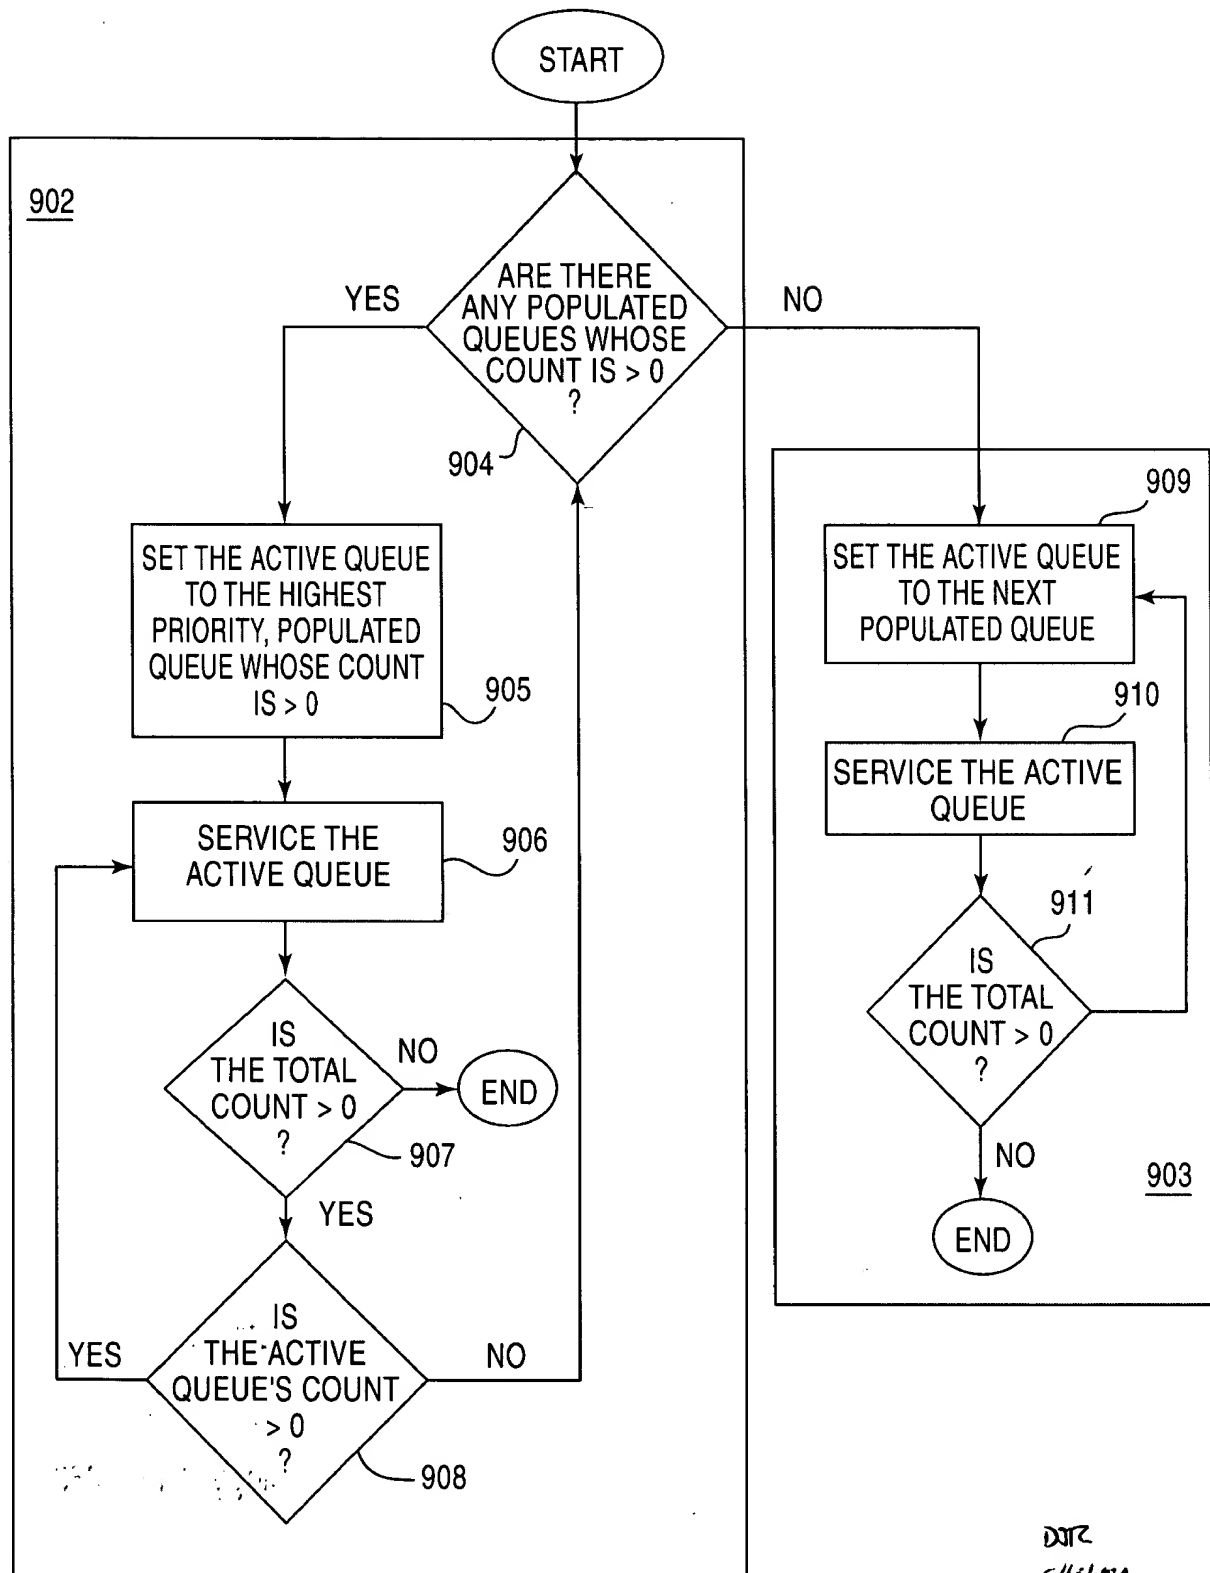 START
902
ARE THERE
ANY POPULATED
QUEUES WHOSE
COUNT IS > 0
?
YES
NO
904
SET THE ACTIVE QUEUE
TO THE HIGHEST
PRIORITY, POPULATED
QUEUE WHOSE COUNT
IS > 0
905
SERVICE THE
ACTIVE QUEUE
906
IS
THE TOTAL
COUNT > 0
?
NO
END
907
YES
IS
THE ACTIVE
QUEUE'S COUNT
> 0
?
YES
NO
908
909
SET THE ACTIVE QUEUE
TO THE NEXT
POPULATED QUEUE
910
SERVICE THE ACTIVE
QUEUE
911
IS
THE TOTAL
COUNT > 0
?
NO
903
END